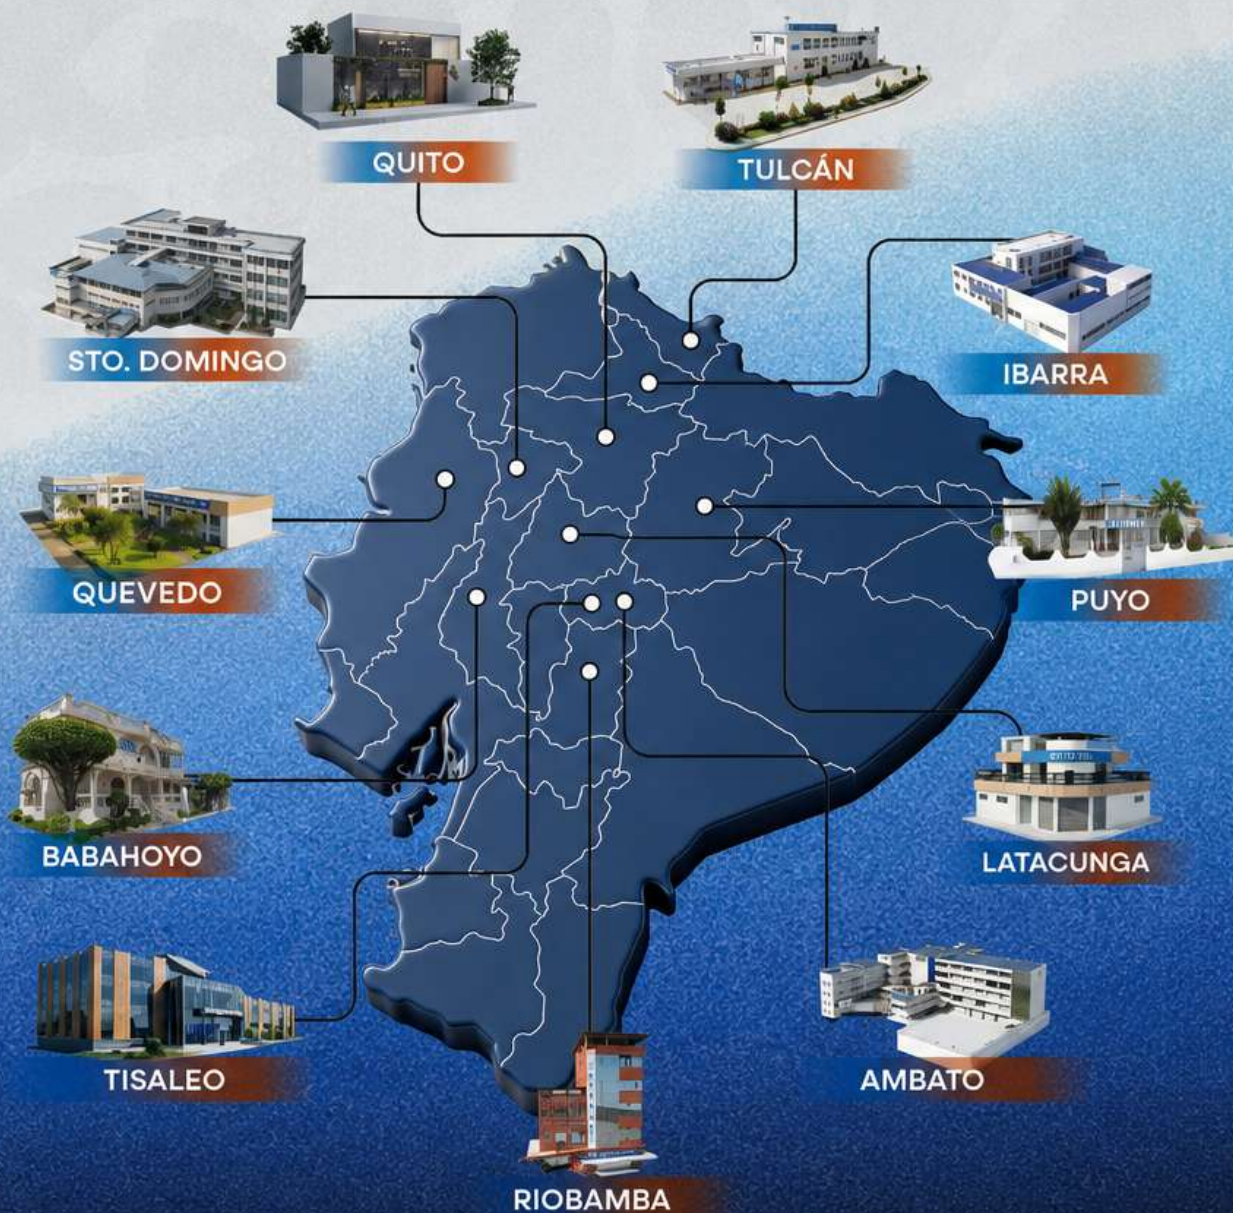 QUITO
TULCÁN
STO. DOMINGO
IBARRA
QUEVEDO
PUYO
BABAHOYO
LATACUNGA
TISALEO
AMBATO
RIOBAMBA